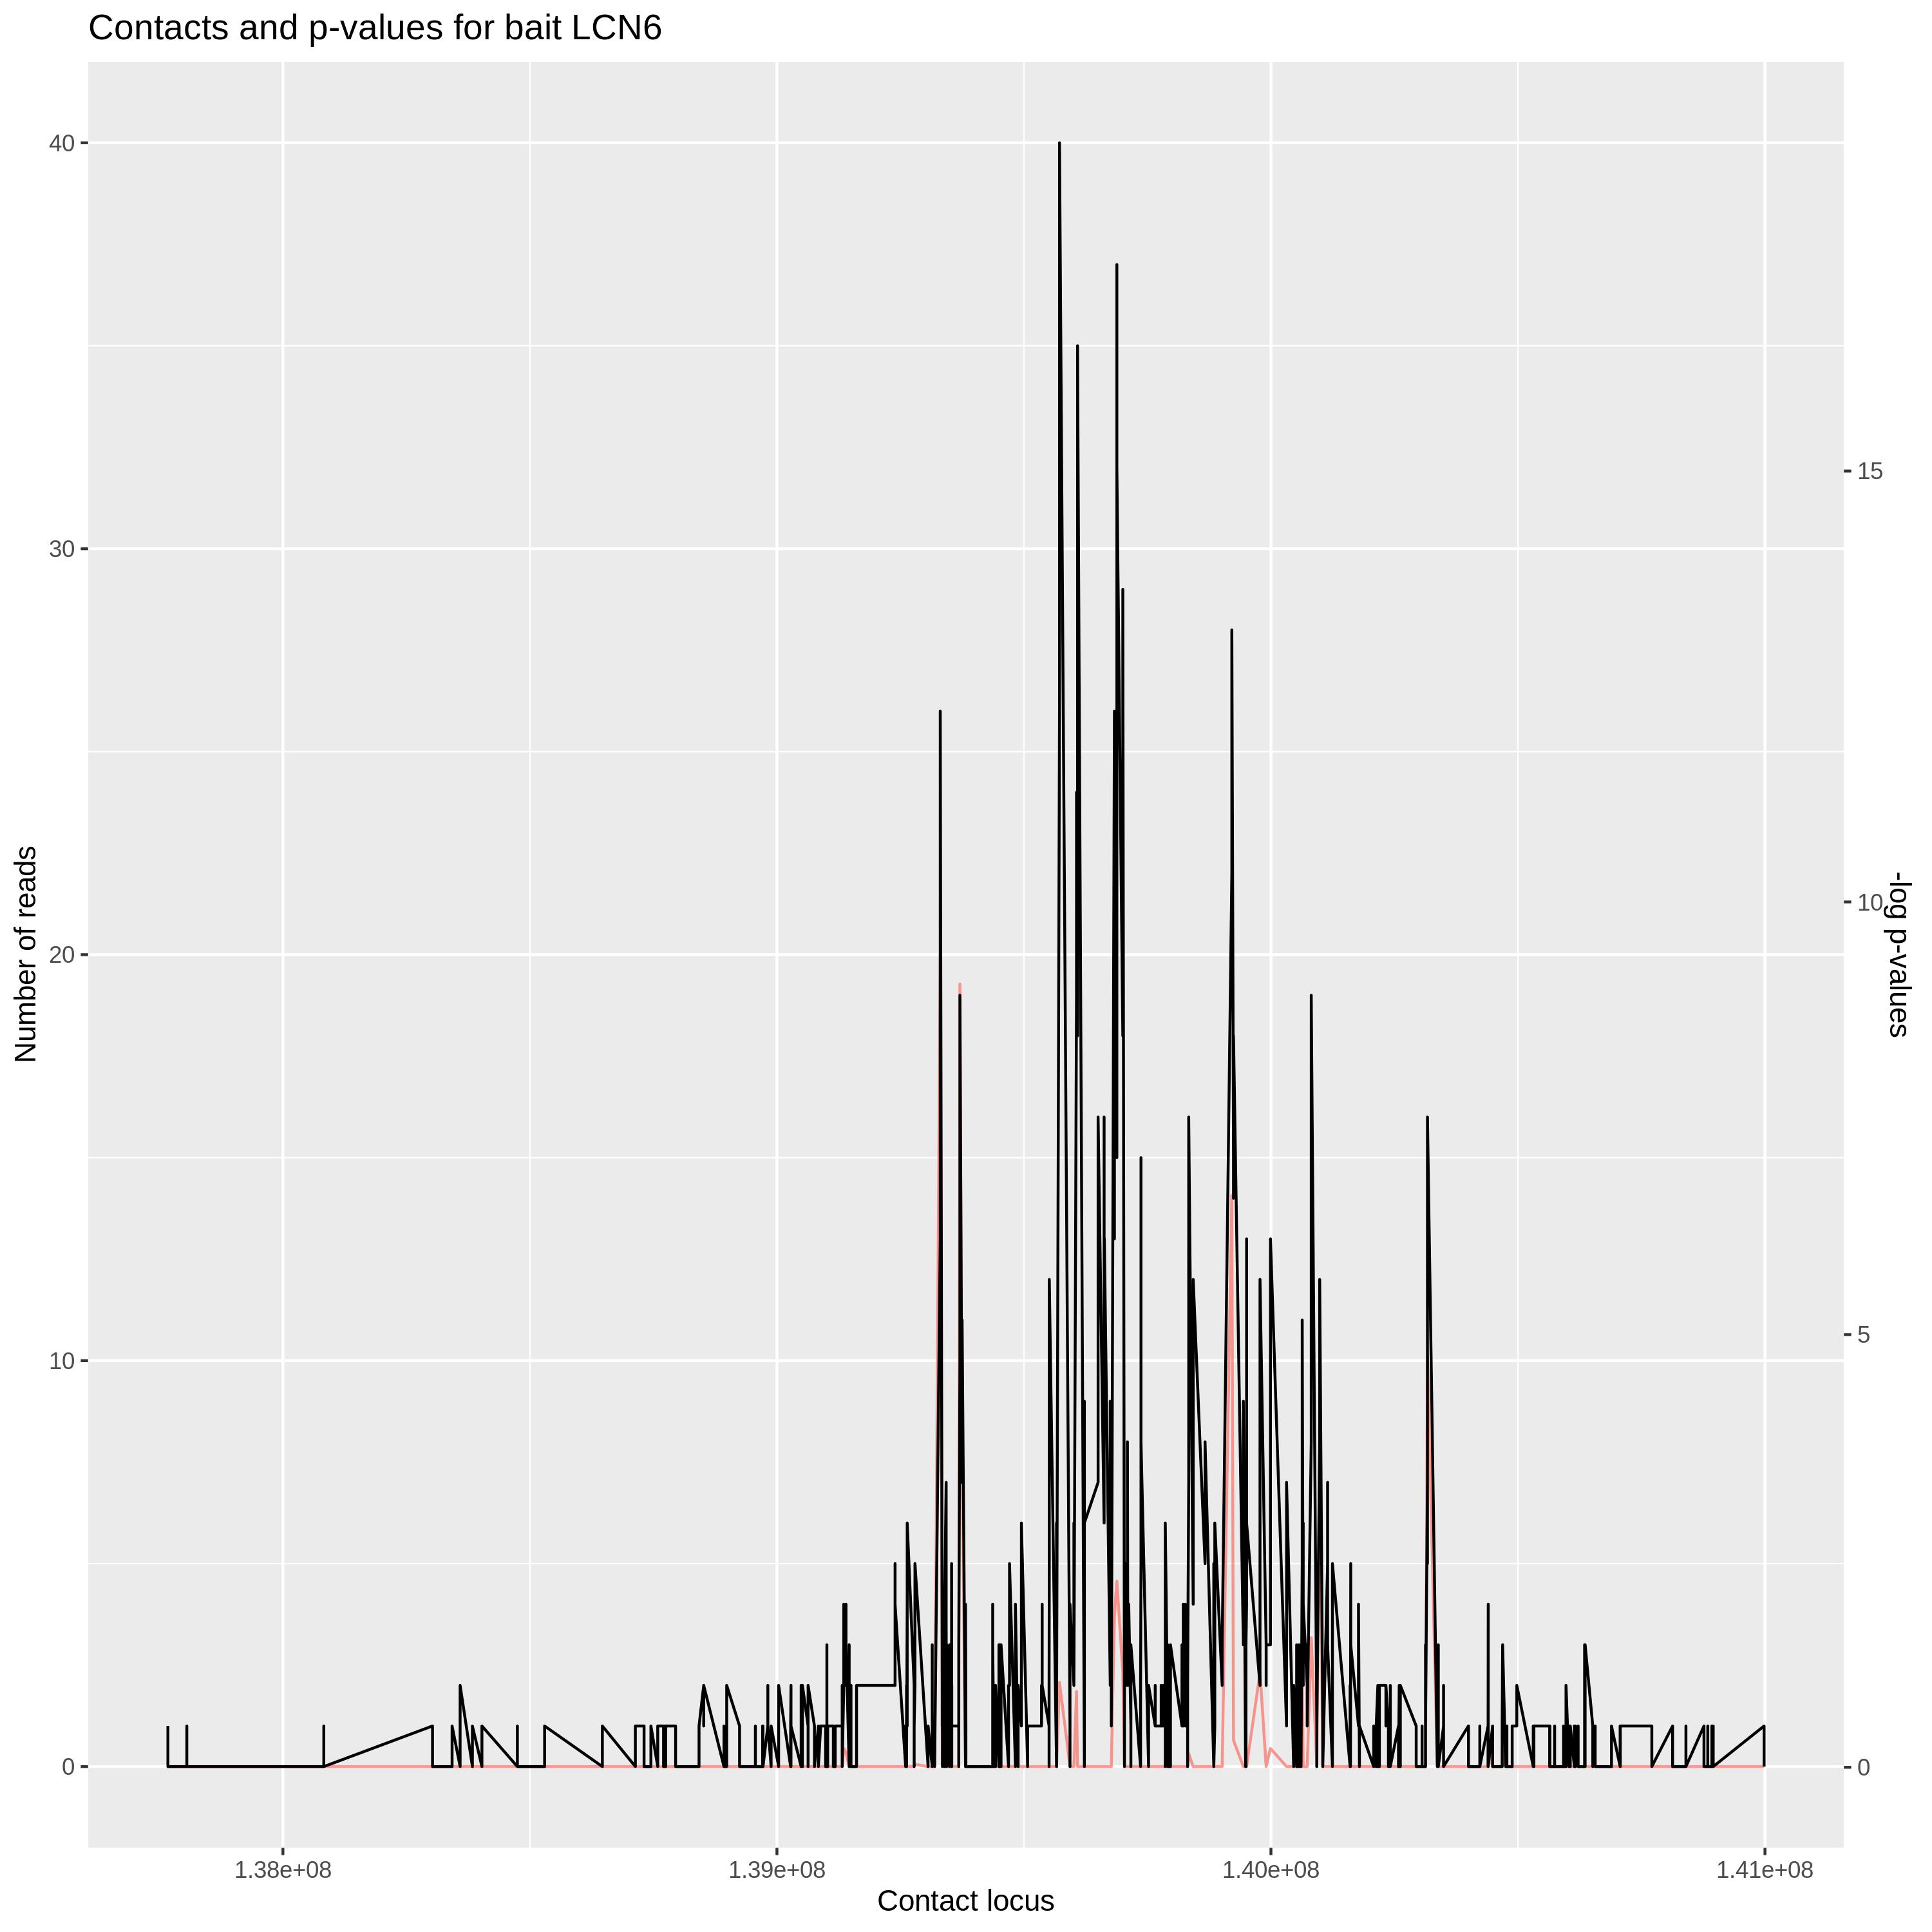 Contacts and p-values for bait LCN6
40
30
20
10
0
Number of reads
15
10
5
0
-log p-values
1.38e+08 1.39e+08 1.40e+08 1.41e+08
Contact locus